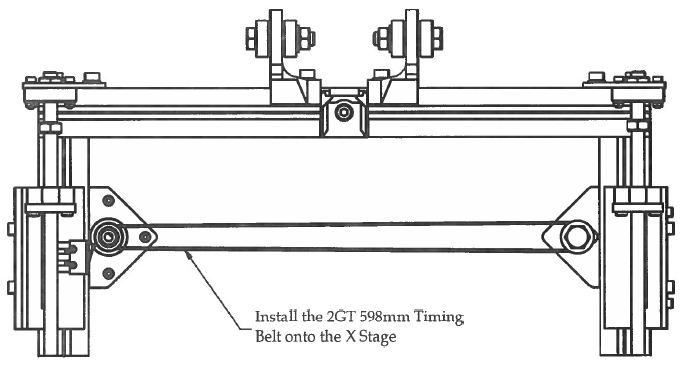 Install the 2GT 598mm Timing
Belt onto the X Stage